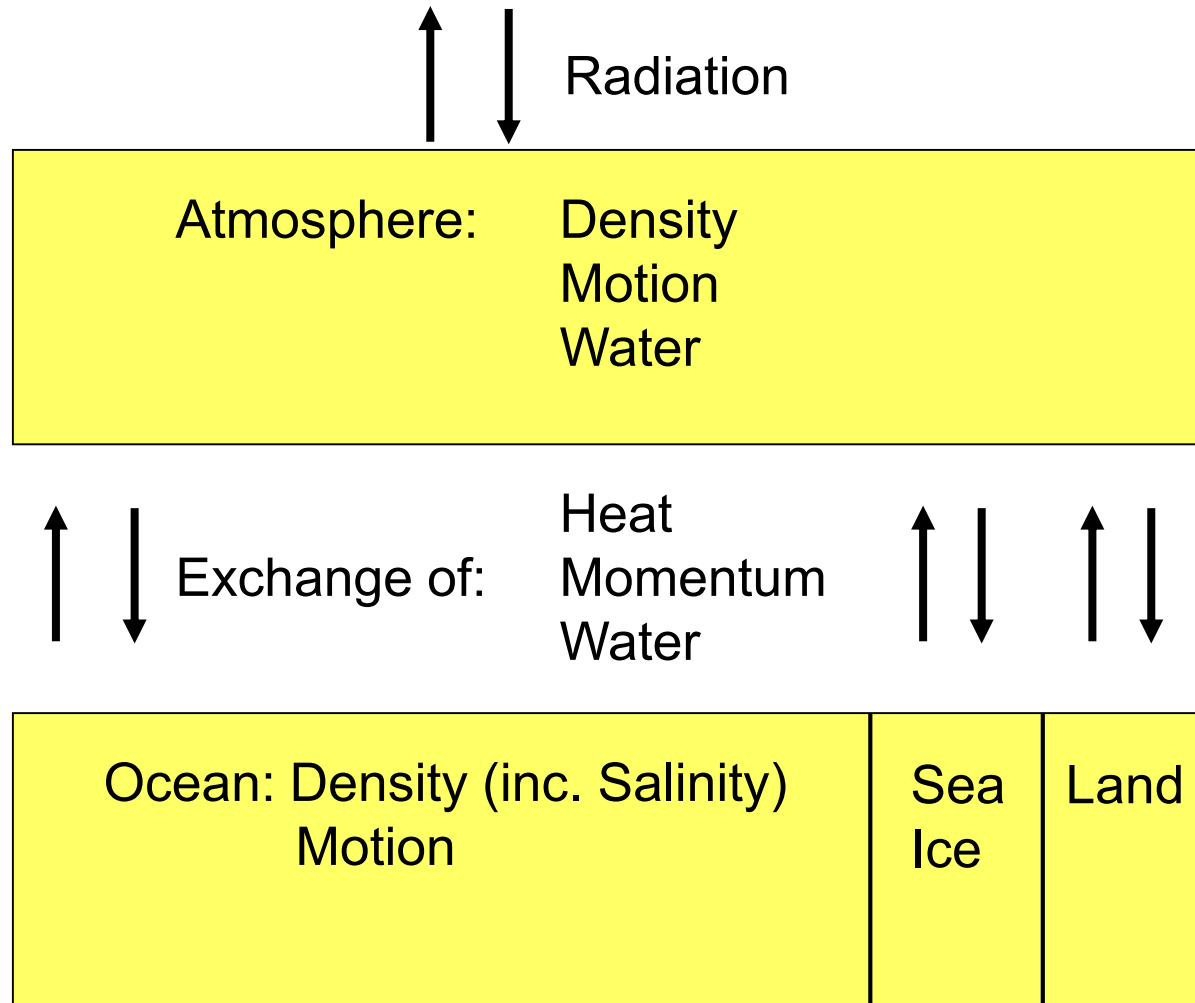 Radiation
Atmosphere: Density
Motion
Water
Heat
Exchange of: Momentum
Water
Ocean: Density (inc. Salinity)
Motion
Sea
Ice
Land